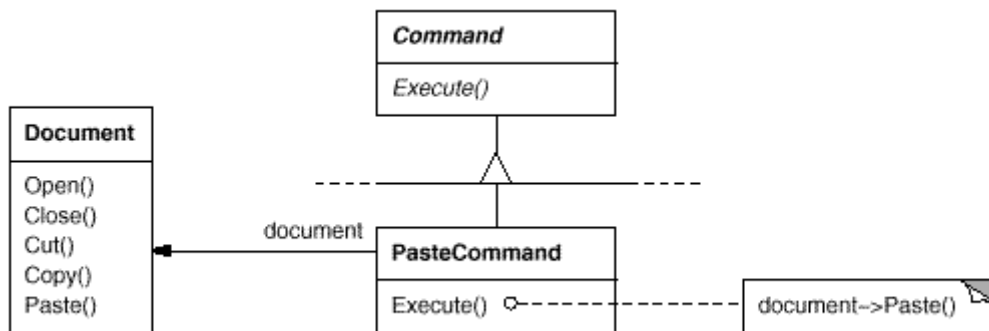 Command
Execute()
Document
Open()
Close()
Cut()
Copy()
Paste()
document
PasteCommand
Execute()
document->Paste()